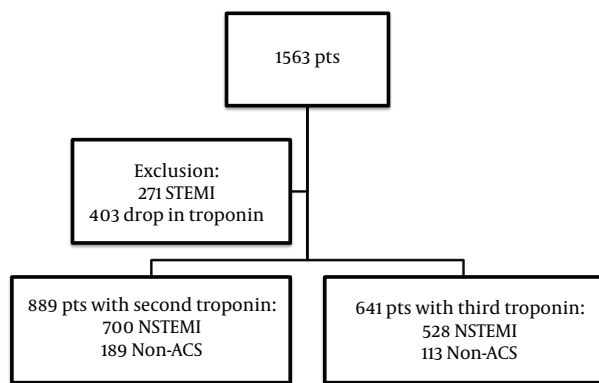 1563 pts
Exclusion:
271 STEMI
403 drop in troponin
889 pts with second troponin:
700 NSTEMI
189 Non-ACS
641 pts with third troponin:
528 NSTEMI
113 Non-ACS